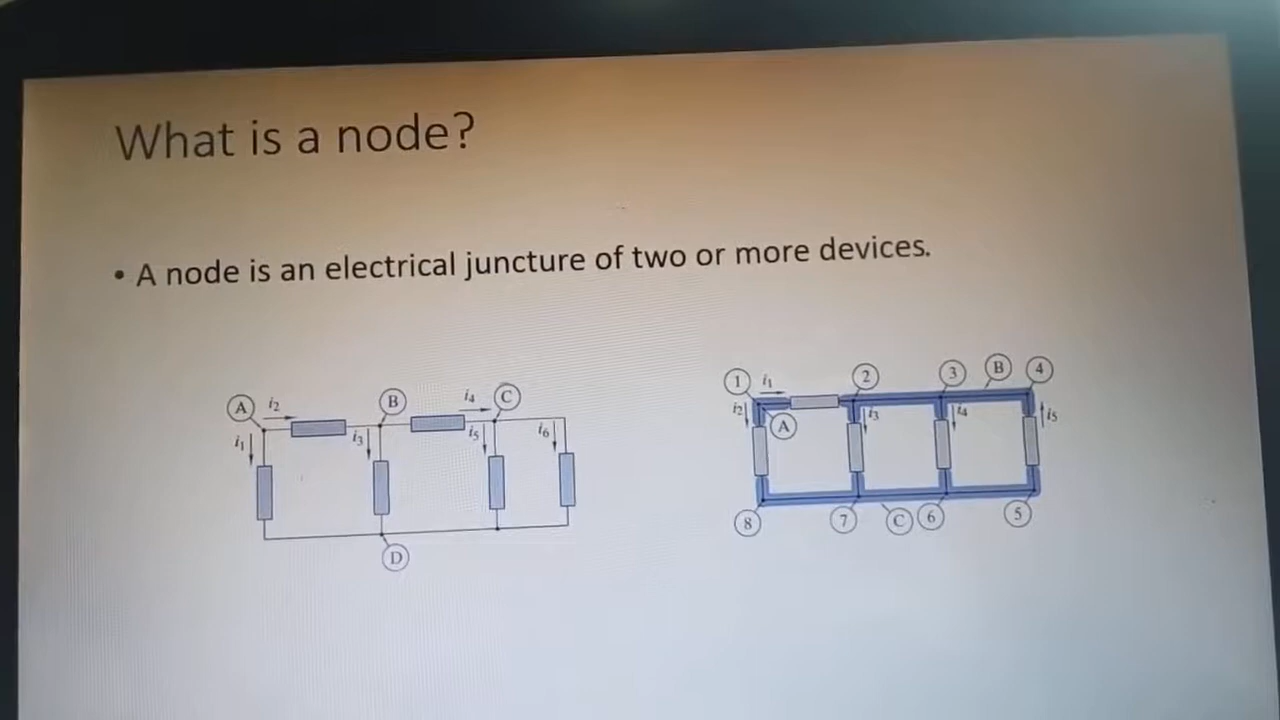 What is a node?
• A node is an electrical juncture of two or more devices.
A i2 B i4 C
i1 i3 i5 i6
D
1 i1 2 3 B 4
i2 A i3 i4 i5
8 7 C 6 5